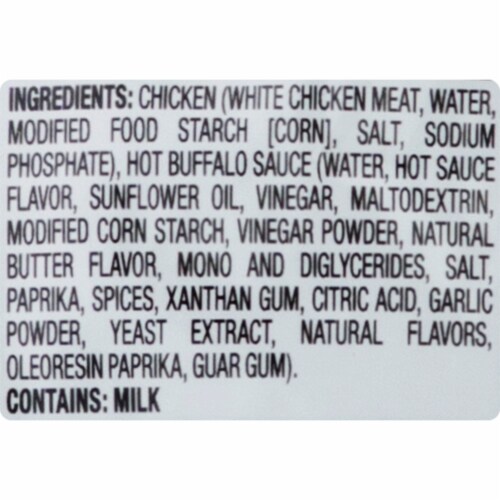 INGREDIENTS: CHICKEN (WHITE CHICKEN MEAT, WATER,
MODIFIED FOOD STARCH [CORN], SALT, SODIUM
PHOSPHATE), HOT BUFFALO SAUCE (WATER, HOT SAUCE
FLAVOR, SUNFLOWER OIL, VINEGAR, MALTODEXTRIN,
MODIFIED CORN STARCH, VINEGAR POWDER, NATURAL
BUTTER FLAVOR, MONO AND DIGLYCERIDES, SALT,
PAPRIKA, SPICES, XANTHAN GUM, CITRIC ACID, GARLIC
POWDER, YEAST EXTRACT, NATURAL FLAVORS,
OLEORESIN PAPRIKA, GUAR GUM).
CONTAINS: MILK